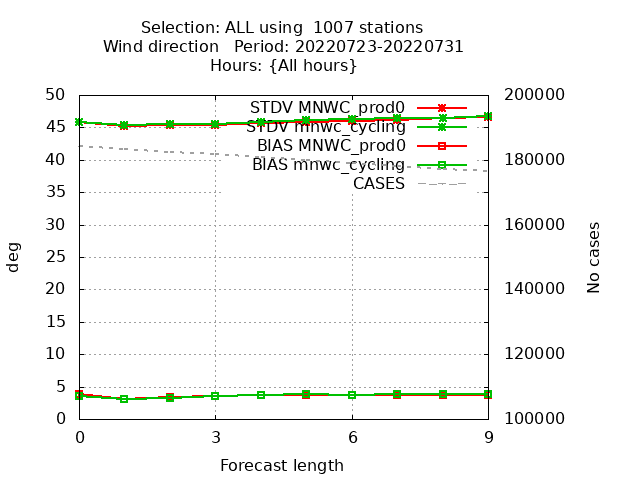 Selection: ALL using  1007 stations
Wind direction   Period: 20220723-20220731
Hours: {All hours}
50 200000
STDV MNWC_prod0
45
STDV mnwc_cycling
BIAS MNWC_prod0
40 180000
BIAS mnwc_cycling
CASES
35
30 160000
25
deg
No cases
20 140000
15
10 120000
5
0 100000
0 3 6 9
Forecast length